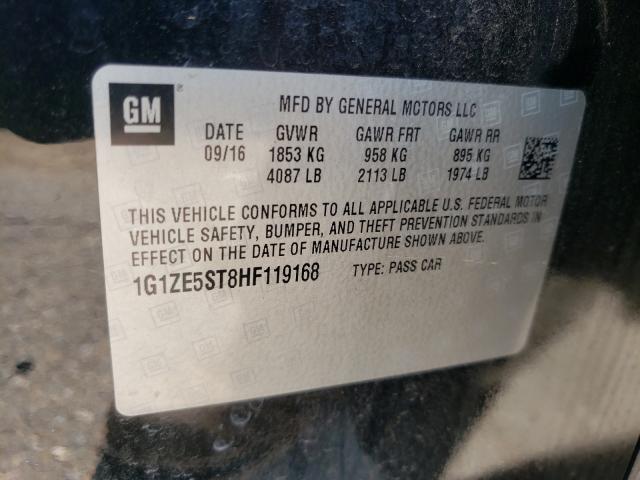 GM
MFD BY GENERAL MOTORS LLC
DATE GVWR GAWR FRT GAWR RR
09/16 1853 KG 958 KG 895 KG
4087 LB 2113 LB 1974 LB
THIS VEHICLE CONFORMS TO ALL APPLICABLE U.S. FEDERAL MOTOR
VEHICLE SAFETY, BUMPER, AND THEFT PREVENTION STANDARDS IN
EFFECT ON THE DATE OF MANUFACTURE SHOWN ABOVE.
1G1ZE5ST8HF119168 TYPE: PASS CAR